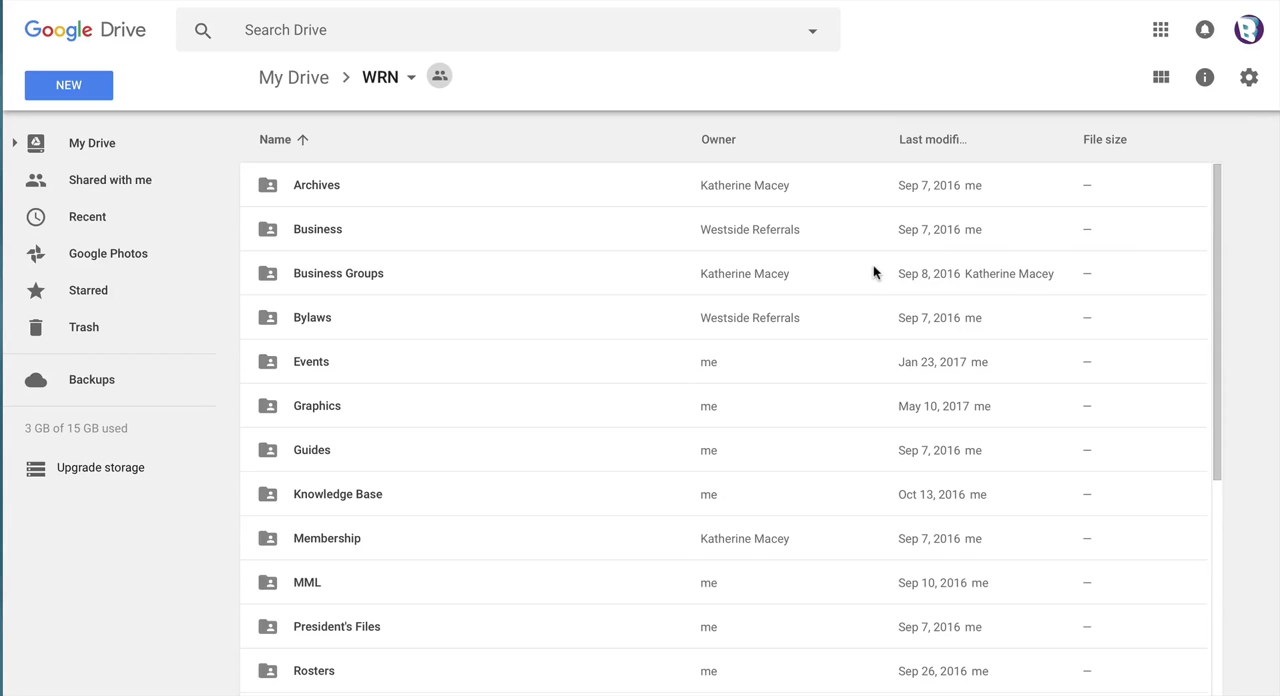 Google Drive
Search Drive
NEW
My Drive > WRN
My Drive
Shared with me
Recent
Google Photos
Starred
Trash
Backups
3 GB of 15 GB used
Upgrade storage
Name Owner Last modifi... File size
Archives Katherine Macey Sep 7, 2016 me —
Business Westside Referrals Sep 7, 2016 me —
Business Groups Katherine Macey Sep 8, 2016 Katherine Macey —
Bylaws Westside Referrals Sep 7, 2016 me —
Events me Jan 23, 2017 me —
Graphics me May 10, 2017 me —
Guides me Sep 7, 2016 me —
Knowledge Base me Oct 13, 2016 me —
Membership Katherine Macey Sep 7, 2016 me —
MML me Sep 10, 2016 me —
President's Files me Sep 7, 2016 me —
Rosters me Sep 26, 2016 me —